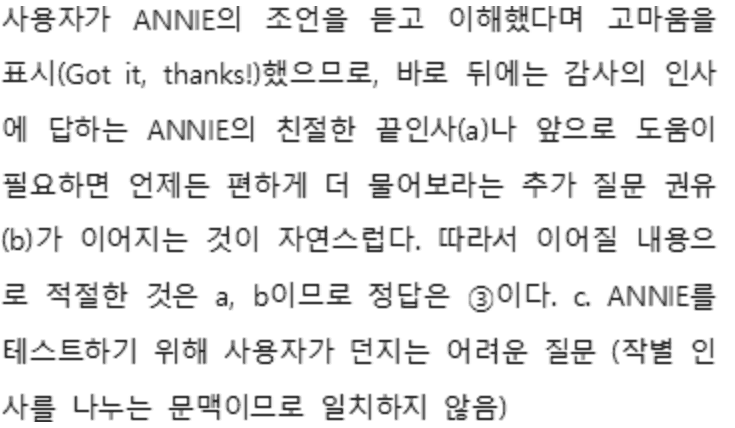 사용자가 ANNIE의 조언을 듣고 이해했다며 고마움을
표시(Got it, thanks!)했으므로, 바로 뒤에는 감사의 인사
에 답하는 ANNIE의 친절한 끝인사(a)나 앞으로 도움이
필요하면 언제든 편하게 더 물어보라는 추가 질문 권유
(b)가 이어지는 것이 자연스럽다. 따라서 이어질 내용으
로 적절한 것은 a, b이므로 정답은 ③이다. c. ANNIE를
테스트하기 위해 사용자가 던지는 어려운 질문 (작별 인
사를 나누는 문맥이므로 일치하지 않음)